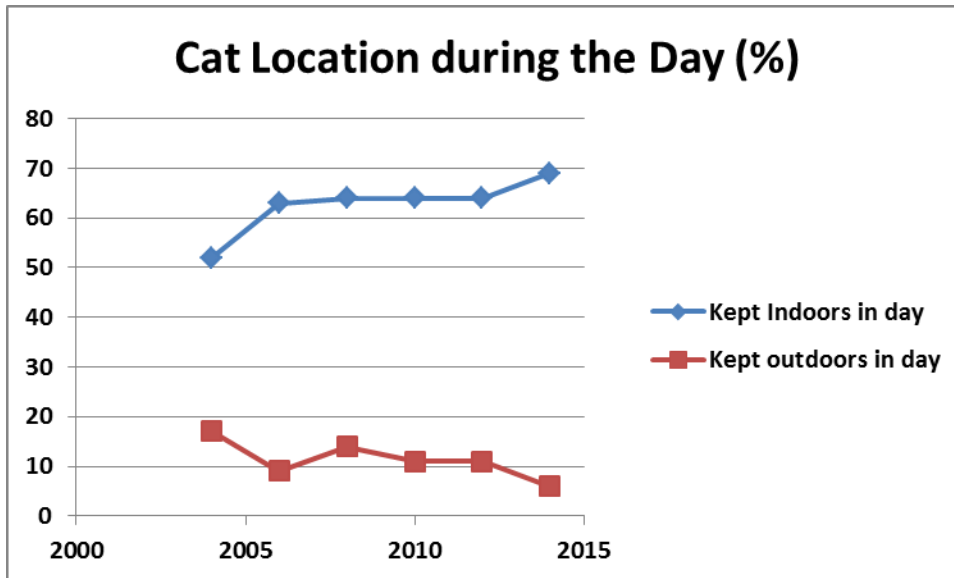 Cat Location during the Day (%)
80
70
60
50
40
30
20
10
0
2000 2005 2010 2015
Kept Indoors in day
Kept outdoors in day